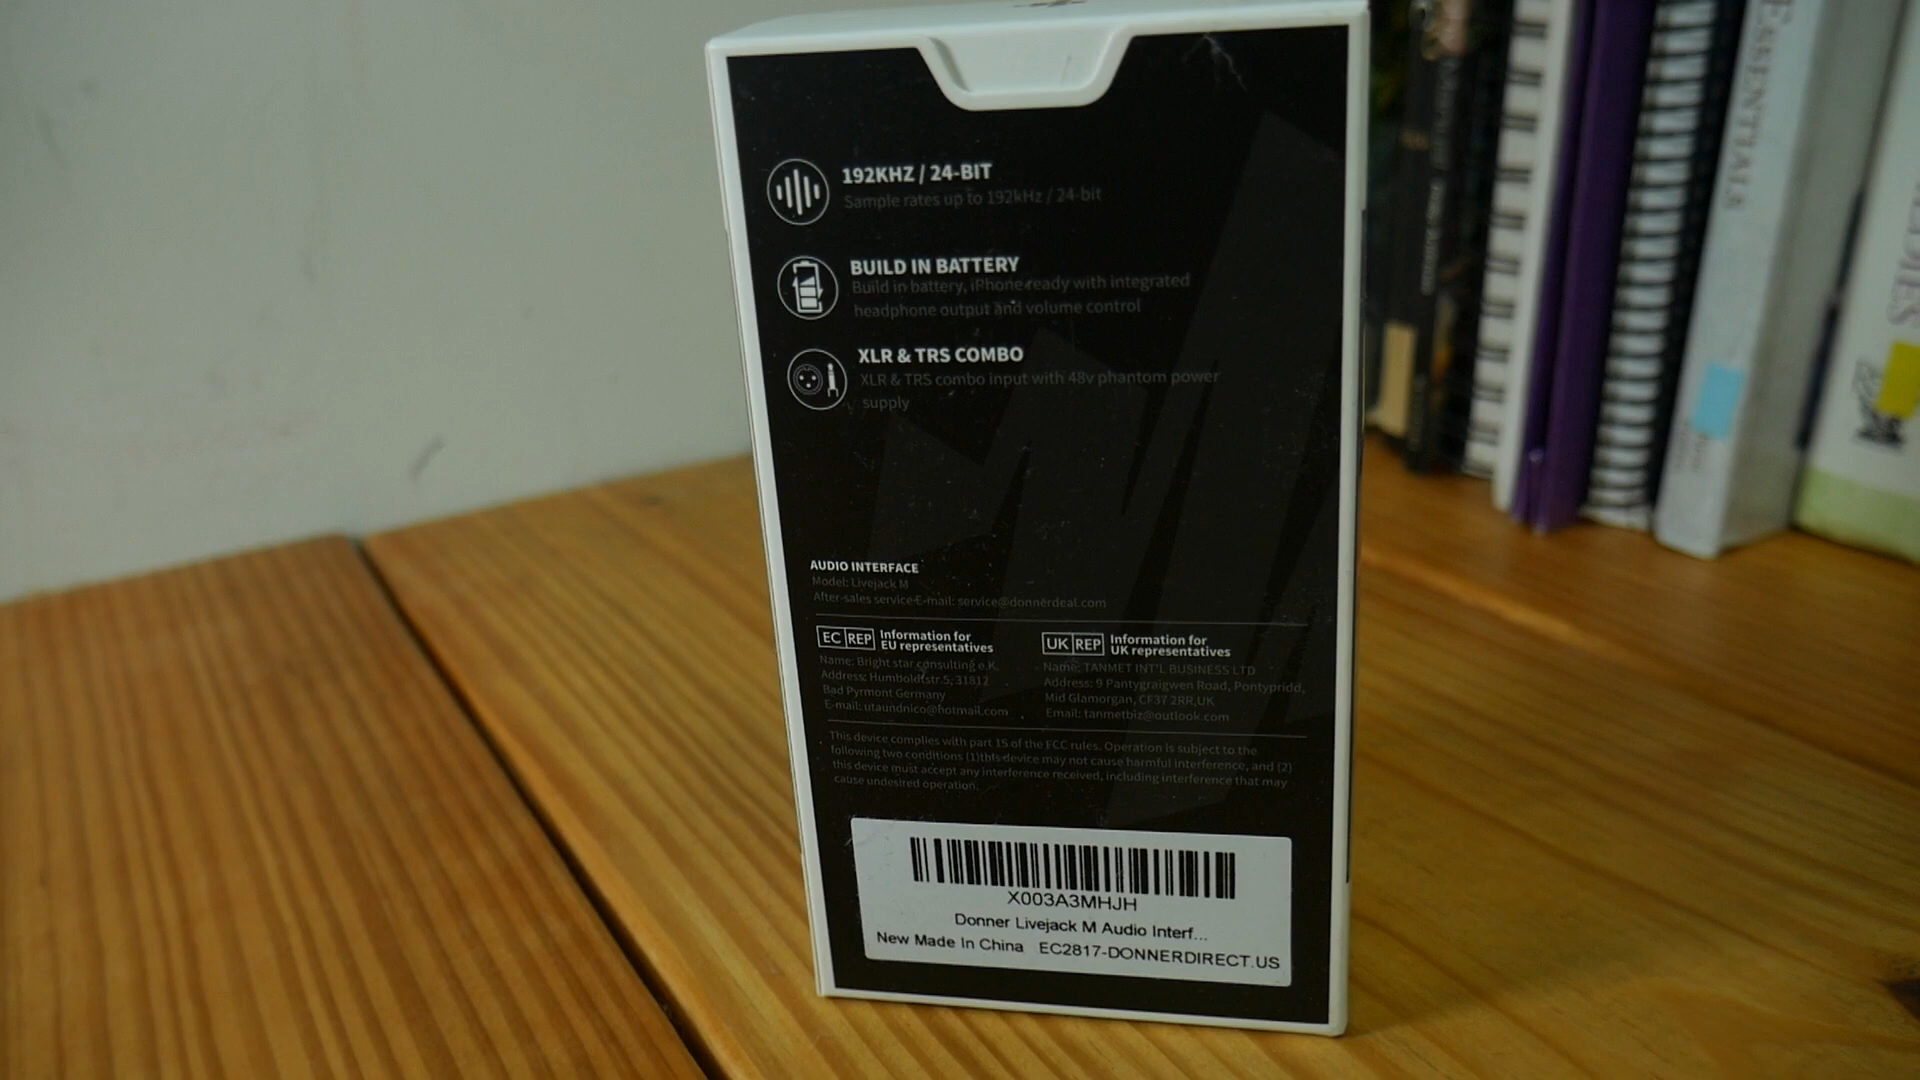 192KHZ / 24-BIT
Sample rates up to 192kHz / 24-bit
BUILD IN BATTERY
Build in battery, iPhone ready with integrated
headphone output and volume control
XLR & TRS COMBO
XLR & TRS combo input with 48v phantom power
supply
AUDIO INTERFACE
Model: Livejack M
After-sales service E-mail: service@donnerdeal.com
EC REP Information for
EU representatives
Name: Bright star consulting e.K.
Address: Humboldtstr.5, 31812
Bad Pyrmont Germany
E-mail: utaundnico@hotmail.com
UK REP Information for
UK representatives
Name: TANMET INT'L BUSINESS LTD
Address: 9 Pantygraigwen Road, Pontypridd,
Mid Glamorgan, CF37 2RR,UK
Email: tanmetbiz@outlook.com
This device complies with part 15 of the FCC rules. Operation is subject to the
following two conditions (1)this device may not cause harmful interference, and (2)
this device must accept any interference received, including interference that may
cause undesired operation.
X003A3MHJH
Donner Livejack M Audio Interf...
New Made In China EC2817-DONNERDIRECT.US
ESSENTIALS